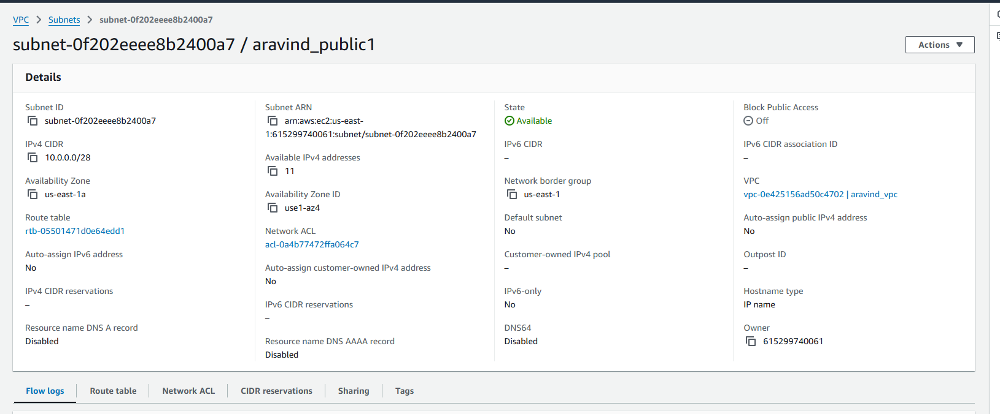 VPC > Subnets > subnet-0f202eeee8b2400a7
subnet-0f202eeee8b2400a7 / aravind_public1
Actions
Details
Subnet ID
subnet-0f202eeee8b2400a7
IPv4 CIDR
10.0.0.0/28
Availability Zone
us-east-1a
Route table
rtb-05501471d0e64edd1
Auto-assign IPv6 address
No
IPv4 CIDR reservations
–
Resource name DNS A record
Disabled
Subnet ARN
arn:aws:ec2:us-east-
1:615299740061:subnet/subnet-0f202eeee8b2400a7
Available IPv4 addresses
11
Availability Zone ID
use1-az4
Network ACL
acl-0a4b77472ffa064c7
Auto-assign customer-owned IPv4 address
No
IPv6 CIDR reservations
–
Resource name DNS AAAA record
Disabled
State
Available
IPv6 CIDR
–
Network border group
us-east-1
Default subnet
No
Customer-owned IPv4 pool
–
IPv6-only
No
DNS64
Disabled
Block Public Access
Off
IPv6 CIDR association ID
–
VPC
vpc-0e425156ad50c4702 | aravind_vpc
Auto-assign public IPv4 address
No
Outpost ID
–
Hostname type
IP name
Owner
615299740061
Flow logs
Route table
Network ACL
CIDR reservations
Sharing
Tags